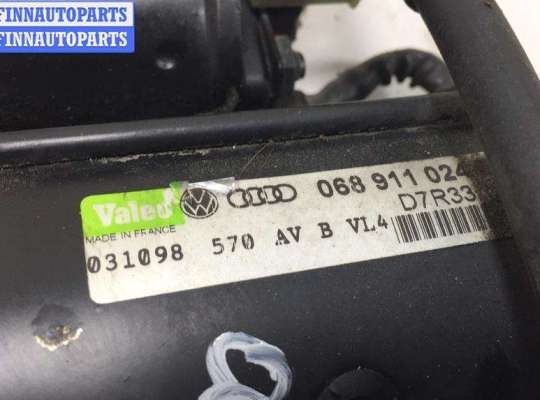 FINNAUTOPARTS
FINNAUTOPARTS
Valeo 068 911 024
MADE IN FRANCE D7R33
031098 570 AV B VL4